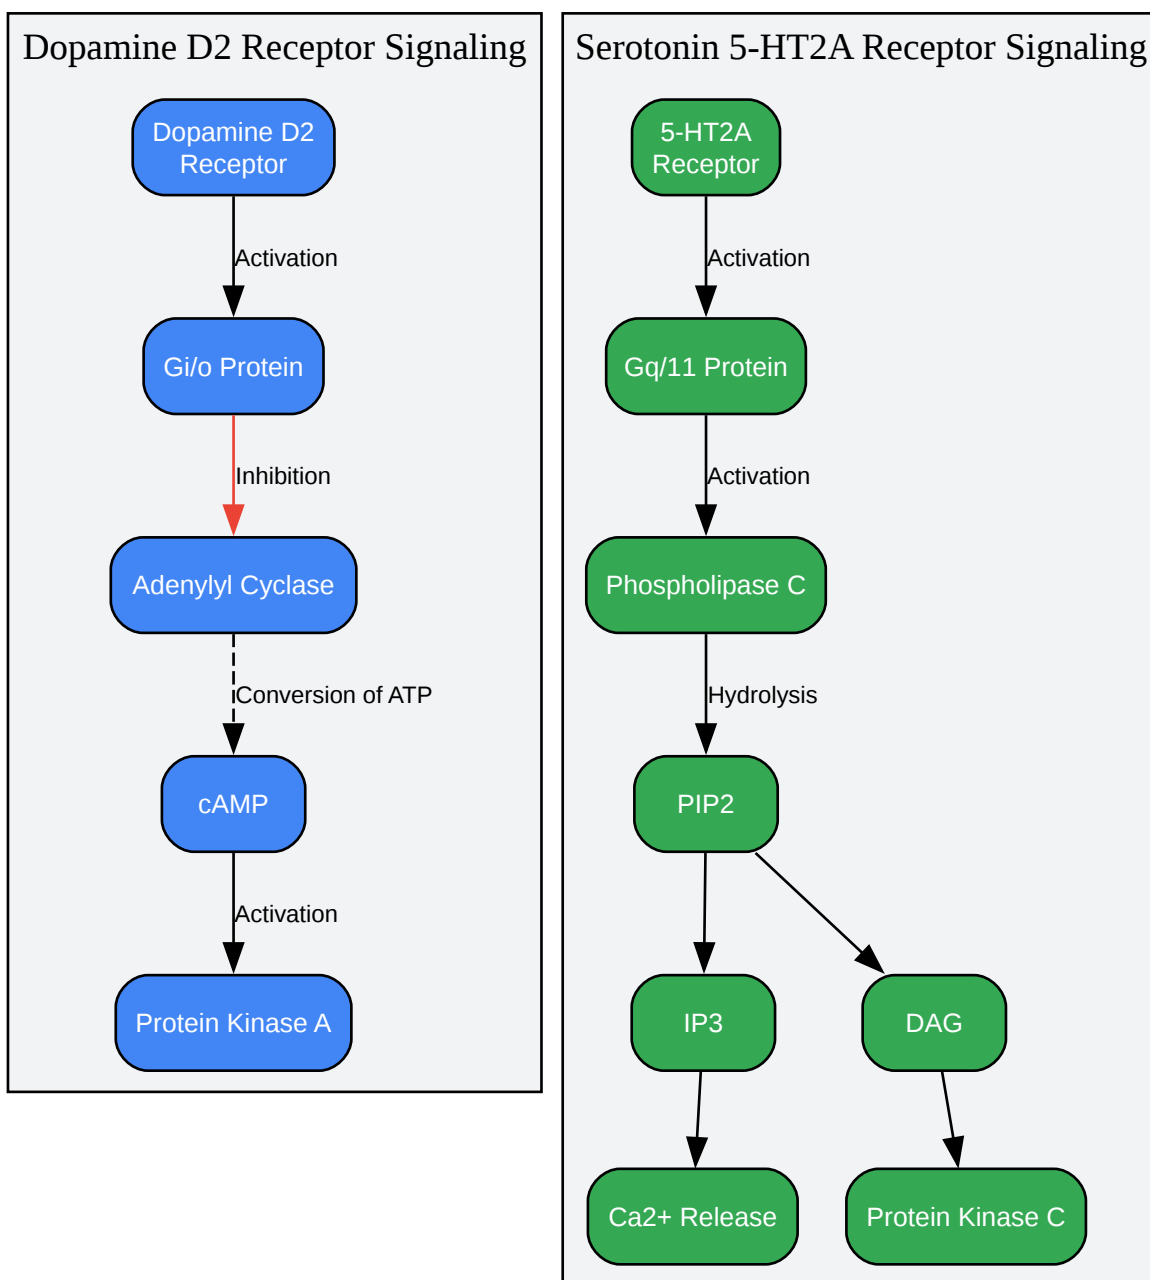 Dopamine D2 Receptor Signaling
Dopamine D2
Receptor
Activation
Gi/o Protein
Inhibition
Adenylyl Cyclase
Conversion of ATP
cAMP
Activation
Protein Kinase A
Serotonin 5-HT2A Receptor Signaling
5-HT2A
Receptor
Activation
Gq/11 Protein
Activation
Phospholipase C
Hydrolysis
PIP2
IP3
DAG
Ca2+ Release
Protein Kinase C